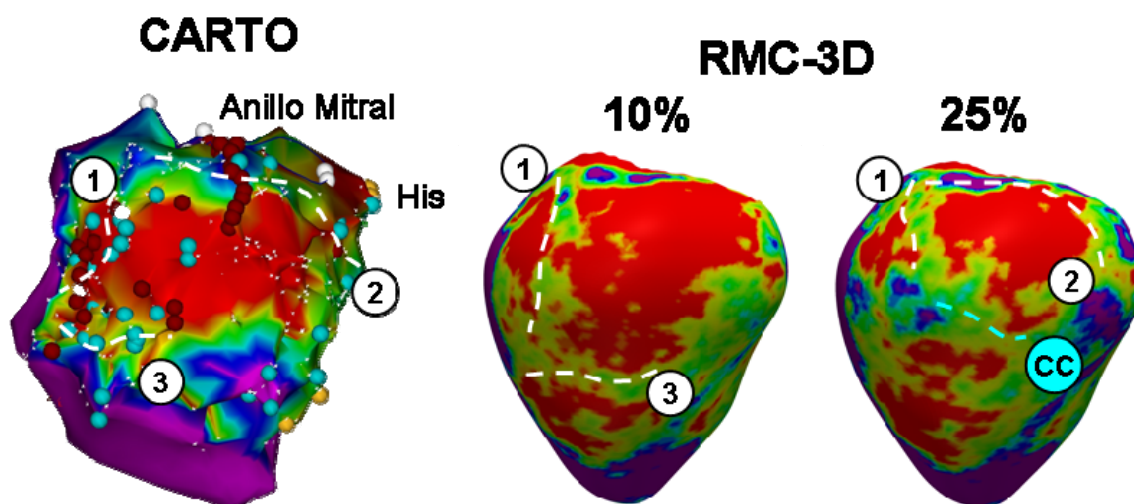 CARTO
Anillo Mitral
His
1
2
3
RMC-3D
10%
25%
1
3
1
2
CC